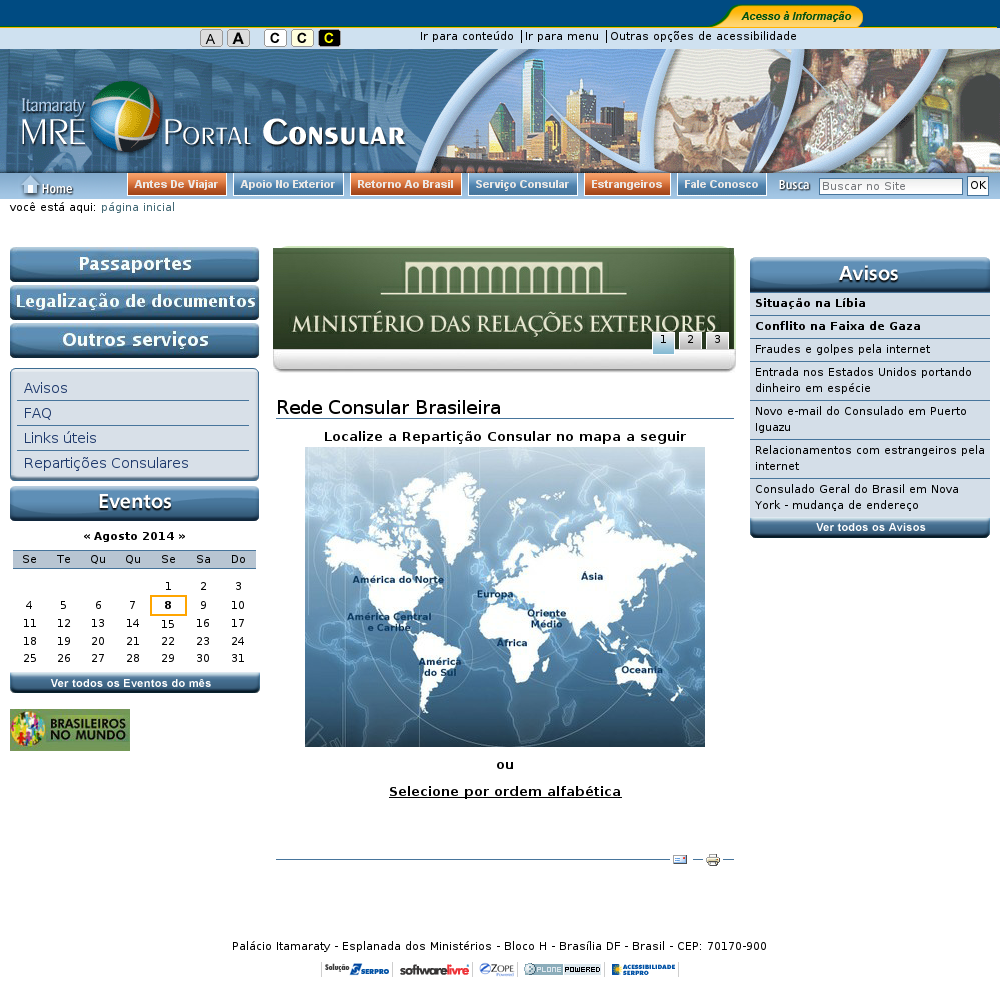 Acesso à Informação
A A C C C Ir para conteúdo | Ir para menu | Outras opções de acessibilidade
Itamaraty
MRE PORTAL CONSULAR
Home Antes De Viajar Apoio No Exterior Retorno Ao Brasil Serviço Consular Estrangeiros Fale Conosco Busca Buscar no Site OK
você está aqui: página inicial
Passaportes
Legalização de documentos
Outros serviços
Avisos
FAQ
Links úteis
Repartições Consulares
Eventos
« Agosto 2014 »
Se Te Qu Qu Se Sa Do
1 2 3
4 5 6 7 8 9 10
11 12 13 14 15 16 17
18 19 20 21 22 23 24
25 26 27 28 29 30 31
Ver todos os Eventos do mês
BRASILEIROS
NO MUNDO
MINISTÉRIO DAS RELAÇÕES EXTERIORES
1 2 3
Rede Consular Brasileira
Localize a Repartição Consular no mapa a seguir
América do Norte
Europa
Ásia
América Central
e Caribe
Oriente
Médio
África
América
do Sul
Oceania
ou
Selecione por ordem alfabética
Avisos
Situação na Líbia
Conflito na Faixa de Gaza
Fraudes e golpes pela internet
Entrada nos Estados Unidos portando
dinheiro em espécie
Novo e-mail do Consulado em Puerto
Iguazu
Relacionamentos com estrangeiros pela
internet
Consulado Geral do Brasil em Nova
York - mudança de endereço
Ver todos os Avisos
Palácio Itamaraty - Esplanada dos Ministérios - Bloco H - Brasília DF - Brasil - CEP: 70170-900
Solução SERPRO softwarelivre ZOPE Powered PLONE POWERED ACESSIBILIDADE SERPRO